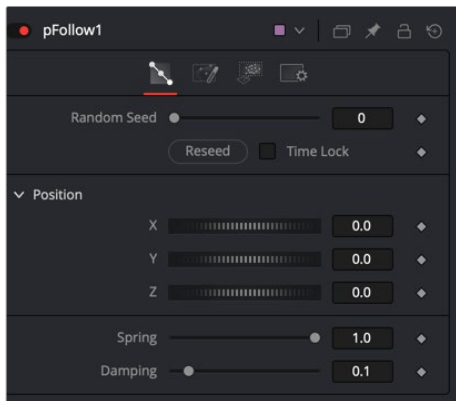 pFollow1
Random Seed 0
Reseed Time Lock
Position
X 0.0
Y 0.0
Z 0.0
Spring 1.0
Damping 0.1